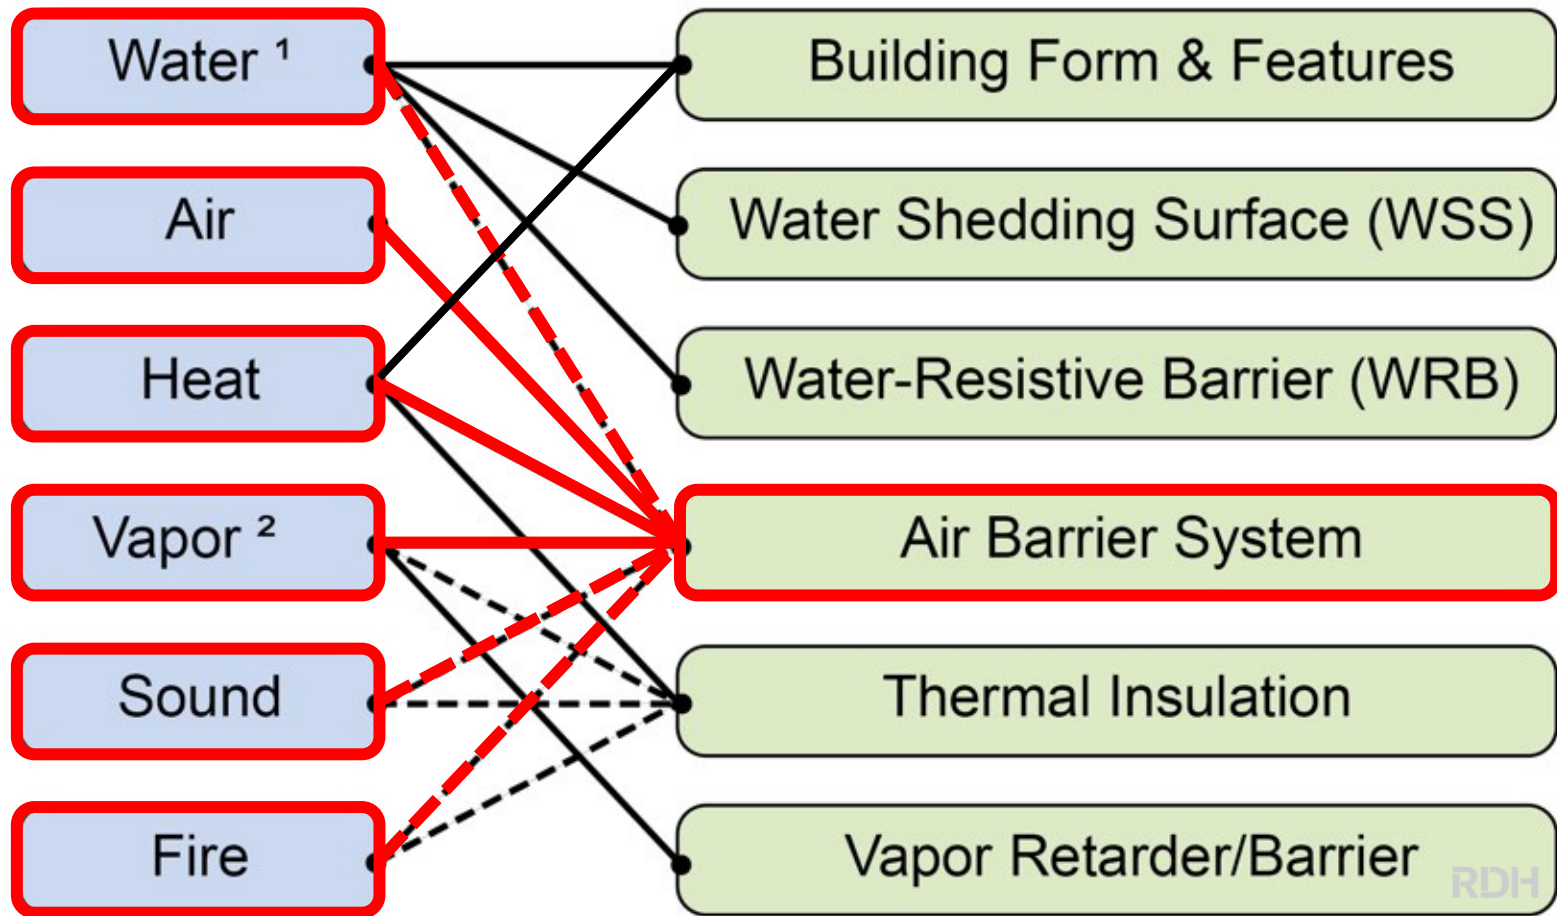 Water ¹
Building Form & Features
Air
Water Shedding Surface (WSS)
Heat
Water-Resistive Barrier (WRB)
Vapor ²
Air Barrier System
Sound
Thermal Insulation
Fire
Vapor Retarder/Barrier
RDH